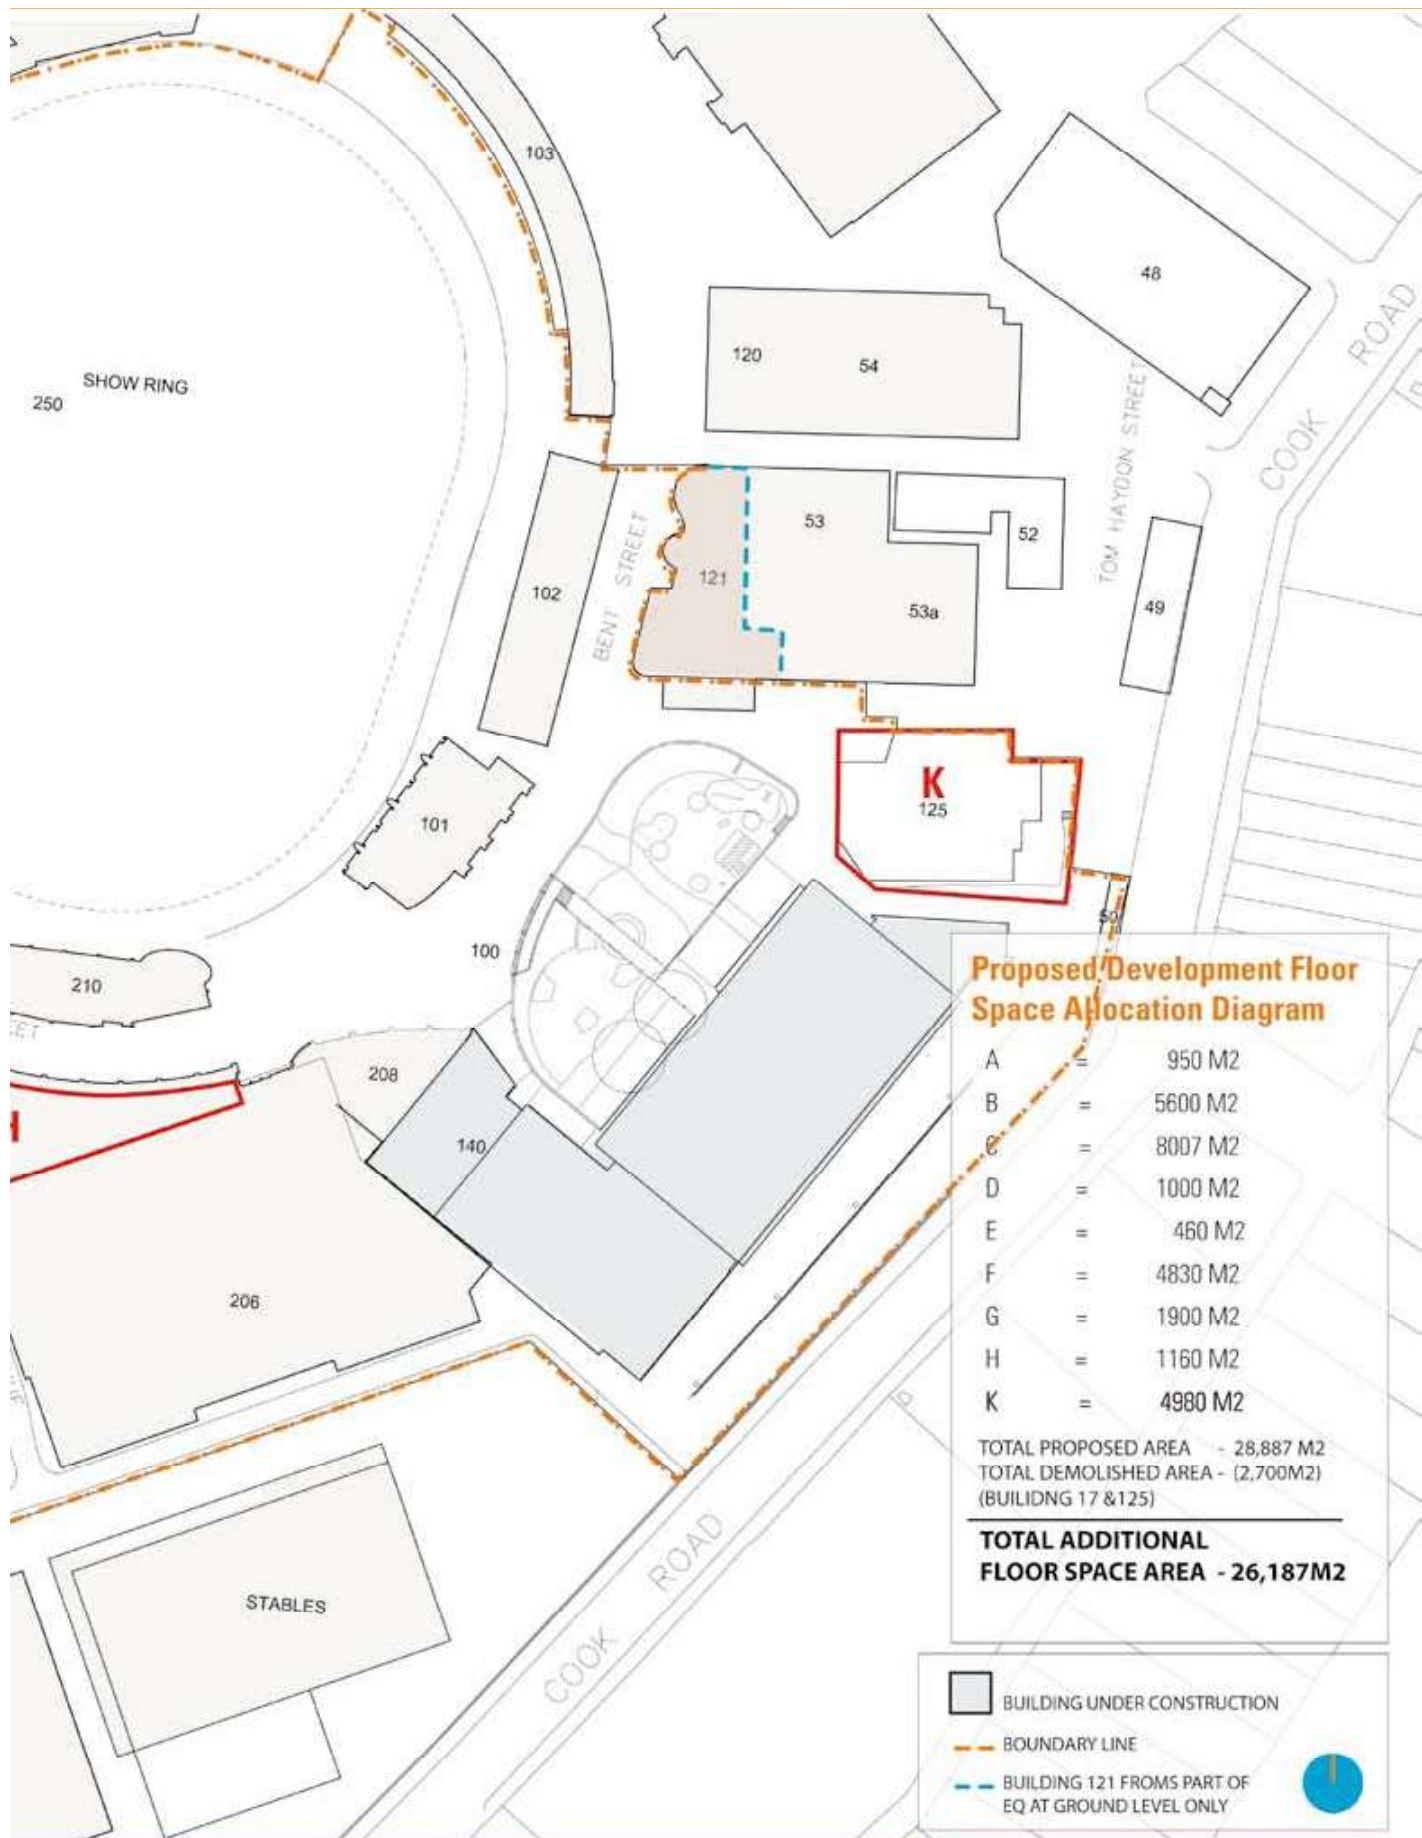 103
48
ROAD
COOK
D
SHOW RING
250
120
54
TOM HAYDON STREET
53
52
BENT STREET
121
102
53a
49
K
125
101
50
100
210
208
H
140
206
Proposed Development Floor
Space Allocation Diagram
A = 950 M2
B = 5600 M2
C = 8007 M2
D = 1000 M2
E = 460 M2
F = 4830 M2
G = 1900 M2
H = 1160 M2
K = 4980 M2
TOTAL PROPOSED AREA - 28,887 M2
TOTAL DEMOLISHED AREA - (2,700M2)
(BUILIDNG 17 &125)
TOTAL ADDITIONAL
FLOOR SPACE AREA - 26,187M2
D
COOK ROAD
STABLES
BUILDING UNDER CONSTRUCTION
BOUNDARY LINE
BUILDING 121 FROMS PART OF
EQ AT GROUND LEVEL ONLY